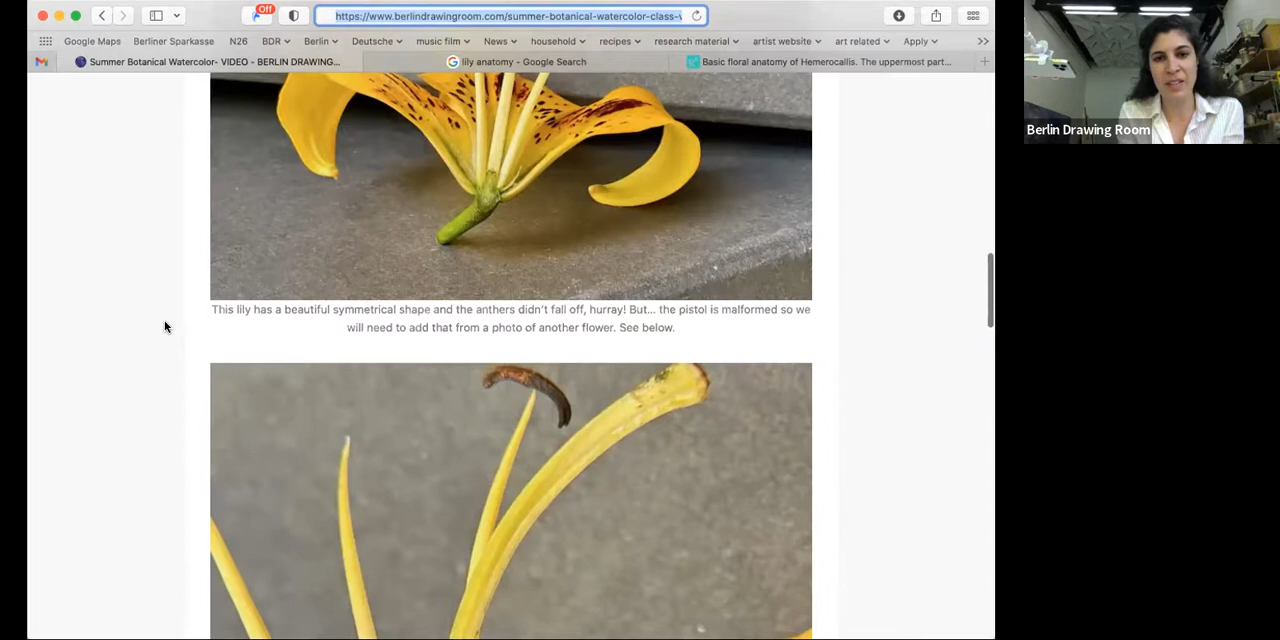 Off
https://www.berlindrawingroom.com/summer-botanical-watercolor-class-v
Google Maps Berliner Sparkasse N26 BDR Berlin Deutsche music film News household recipes research material artist website art related Apply
Summer Botanical Watercolor- VIDEO - BERLIN DRAWING... lily anatomy - Google Search Basic floral anatomy of Hemerocallis. The uppermost part...
Berlin Drawing Room
This lily has a beautiful symmetrical shape and the anthers didn't fall off, hurray! But... the pistol is malformed so we
will need to add that from a photo of another flower. See below.